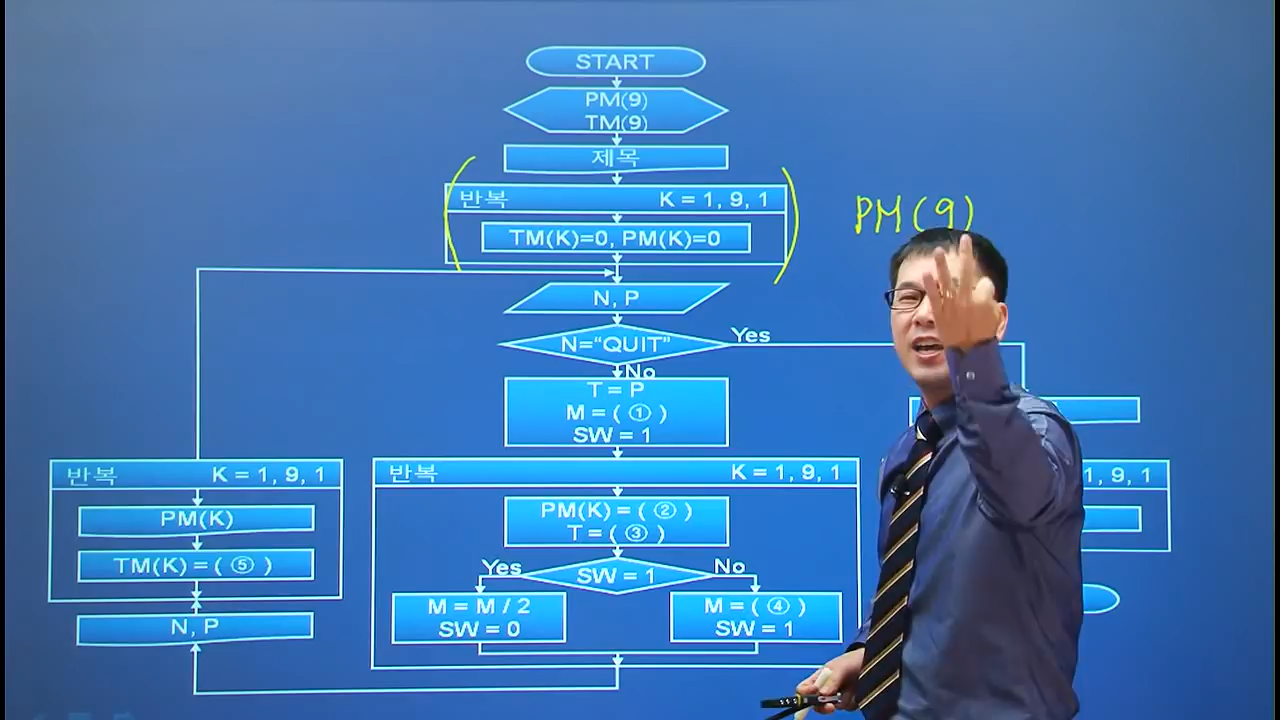 START
PM(9)
TM(9)
제목
반복 K = 1, 9, 1
TM(K)=0, PM(K)=0
PM(9)
N, P
N=“QUIT”
Yes
No
T = P
M = ( ① )
SW = 1
반복 K = 1, 9, 1
PM(K)
TM(K) = ( ⑤ )
N, P
반복 K = 1, 9, 1
PM(K) = ( ② )
T = ( ③ )
SW = 1
Yes
No
M = M / 2
SW = 0
M = ( ④ )
SW = 1
1, 9, 1